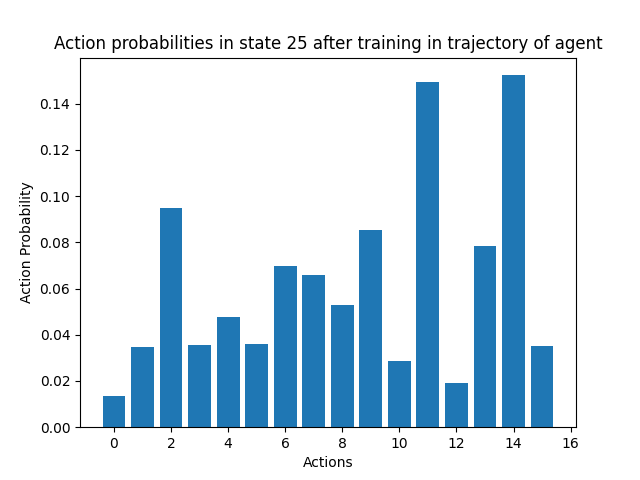 Action probabilities in state 25 after training in trajectory of agent
Action Probability
0.14
0.12
0.10
0.08
0.06
0.04
0.02
0.00
0 2 4 6 8 10 12 14 16
Actions